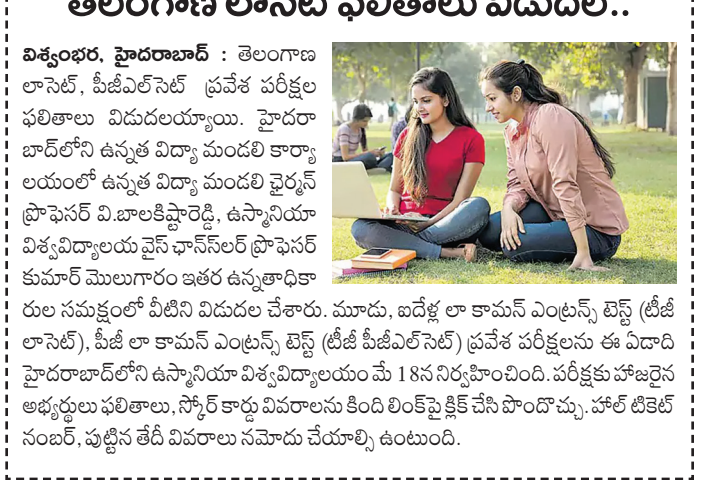 తెలంగాణ లాసెట్ ఫలితాలు విడుదల..
విశ్వంభర, హైదరాబాద్ : తెలంగాణ
లాసెట్, పీజీఎల్‌సెట్ ప్రవేశ పరీక్షల
ఫలితాలు విడుదలయ్యాయి. హైదరా
బాద్‌లోని ఉన్నత విద్యా మండలి కార్యా
లయంలో ఉన్నత విద్యా మండలి ఛైర్మన్
ప్రొఫెసర్ వి.బాలకిష్టారెడ్డి, ఉస్మానియా
విశ్వవిద్యాలయ వైస్ ఛాన్స్‌లర్ ప్రొఫెసర్
కుమార్ మొలుగారం ఇతర ఉన్నతాధికా
రుల సమక్షంలో వీటిని విడుదల చేశారు. మూడు, ఐదేళ్ల లా కామన్ ఎంట్రన్స్ టెస్ట్ (టీజీ
లాసెట్), పీజీ లా కామన్ ఎంట్రన్స్ టెస్ట్ (టీజీ పీజీఎల్‌సెట్) ప్రవేశ పరీక్షలను ఈ ఏడాది
హైదరాబాద్‌లోని ఉస్మానియా విశ్వవిద్యాలయం మే 18న నిర్వహించింది. పరీక్షకు హాజరైన
అభ్యర్థులు ఫలితాలు, స్కోర్ కార్డు వివరాలను కింది లింక్‌పై క్లిక్ చేసి పొందొచ్చు. హాల్ టికెట్
నంబర్, పుట్టిన తేదీ వివరాలు నమోదు చేయాల్సి ఉంటుంది.